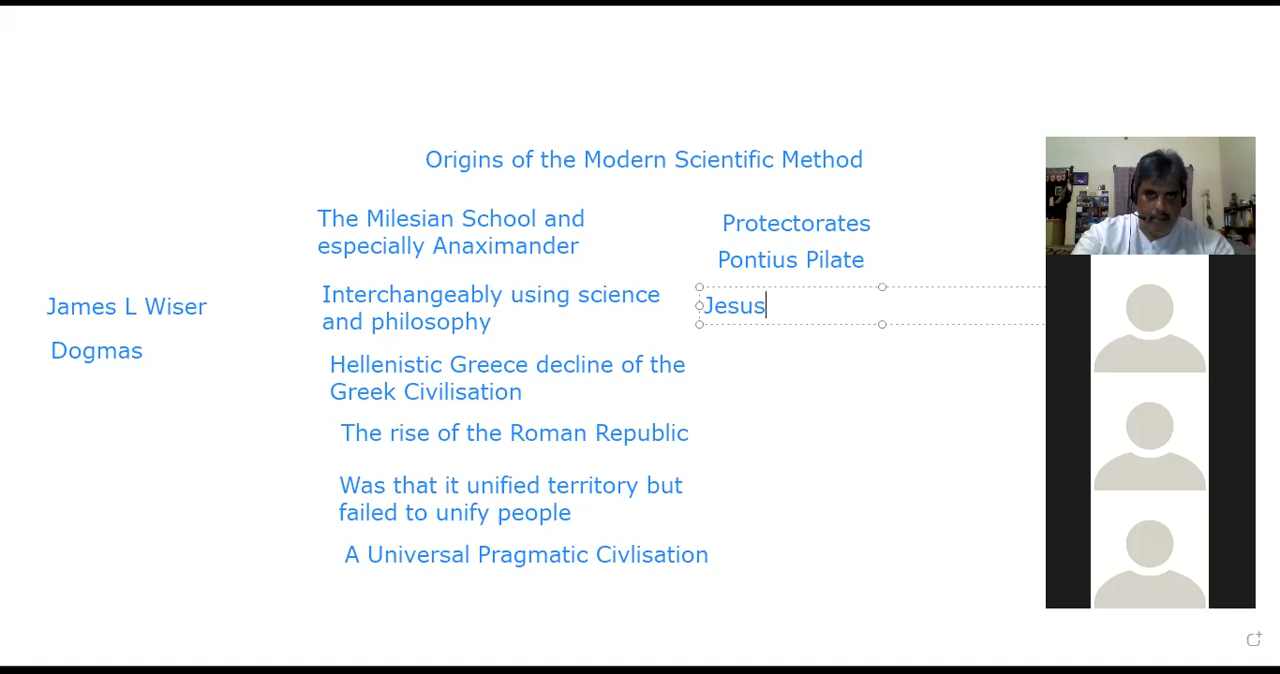 Origins of the Modern Scientific Method
The Milesian School and
especially Anaximander
Interchangeably using science
and philosophy
Hellenistic Greece decline of the
Greek Civilisation
The rise of the Roman Republic
Was that it unified territory but
failed to unify people
A Universal Pragmatic Civlisation
Protectorates
Pontius Pilate
Jesus
James L Wiser
Dogmas